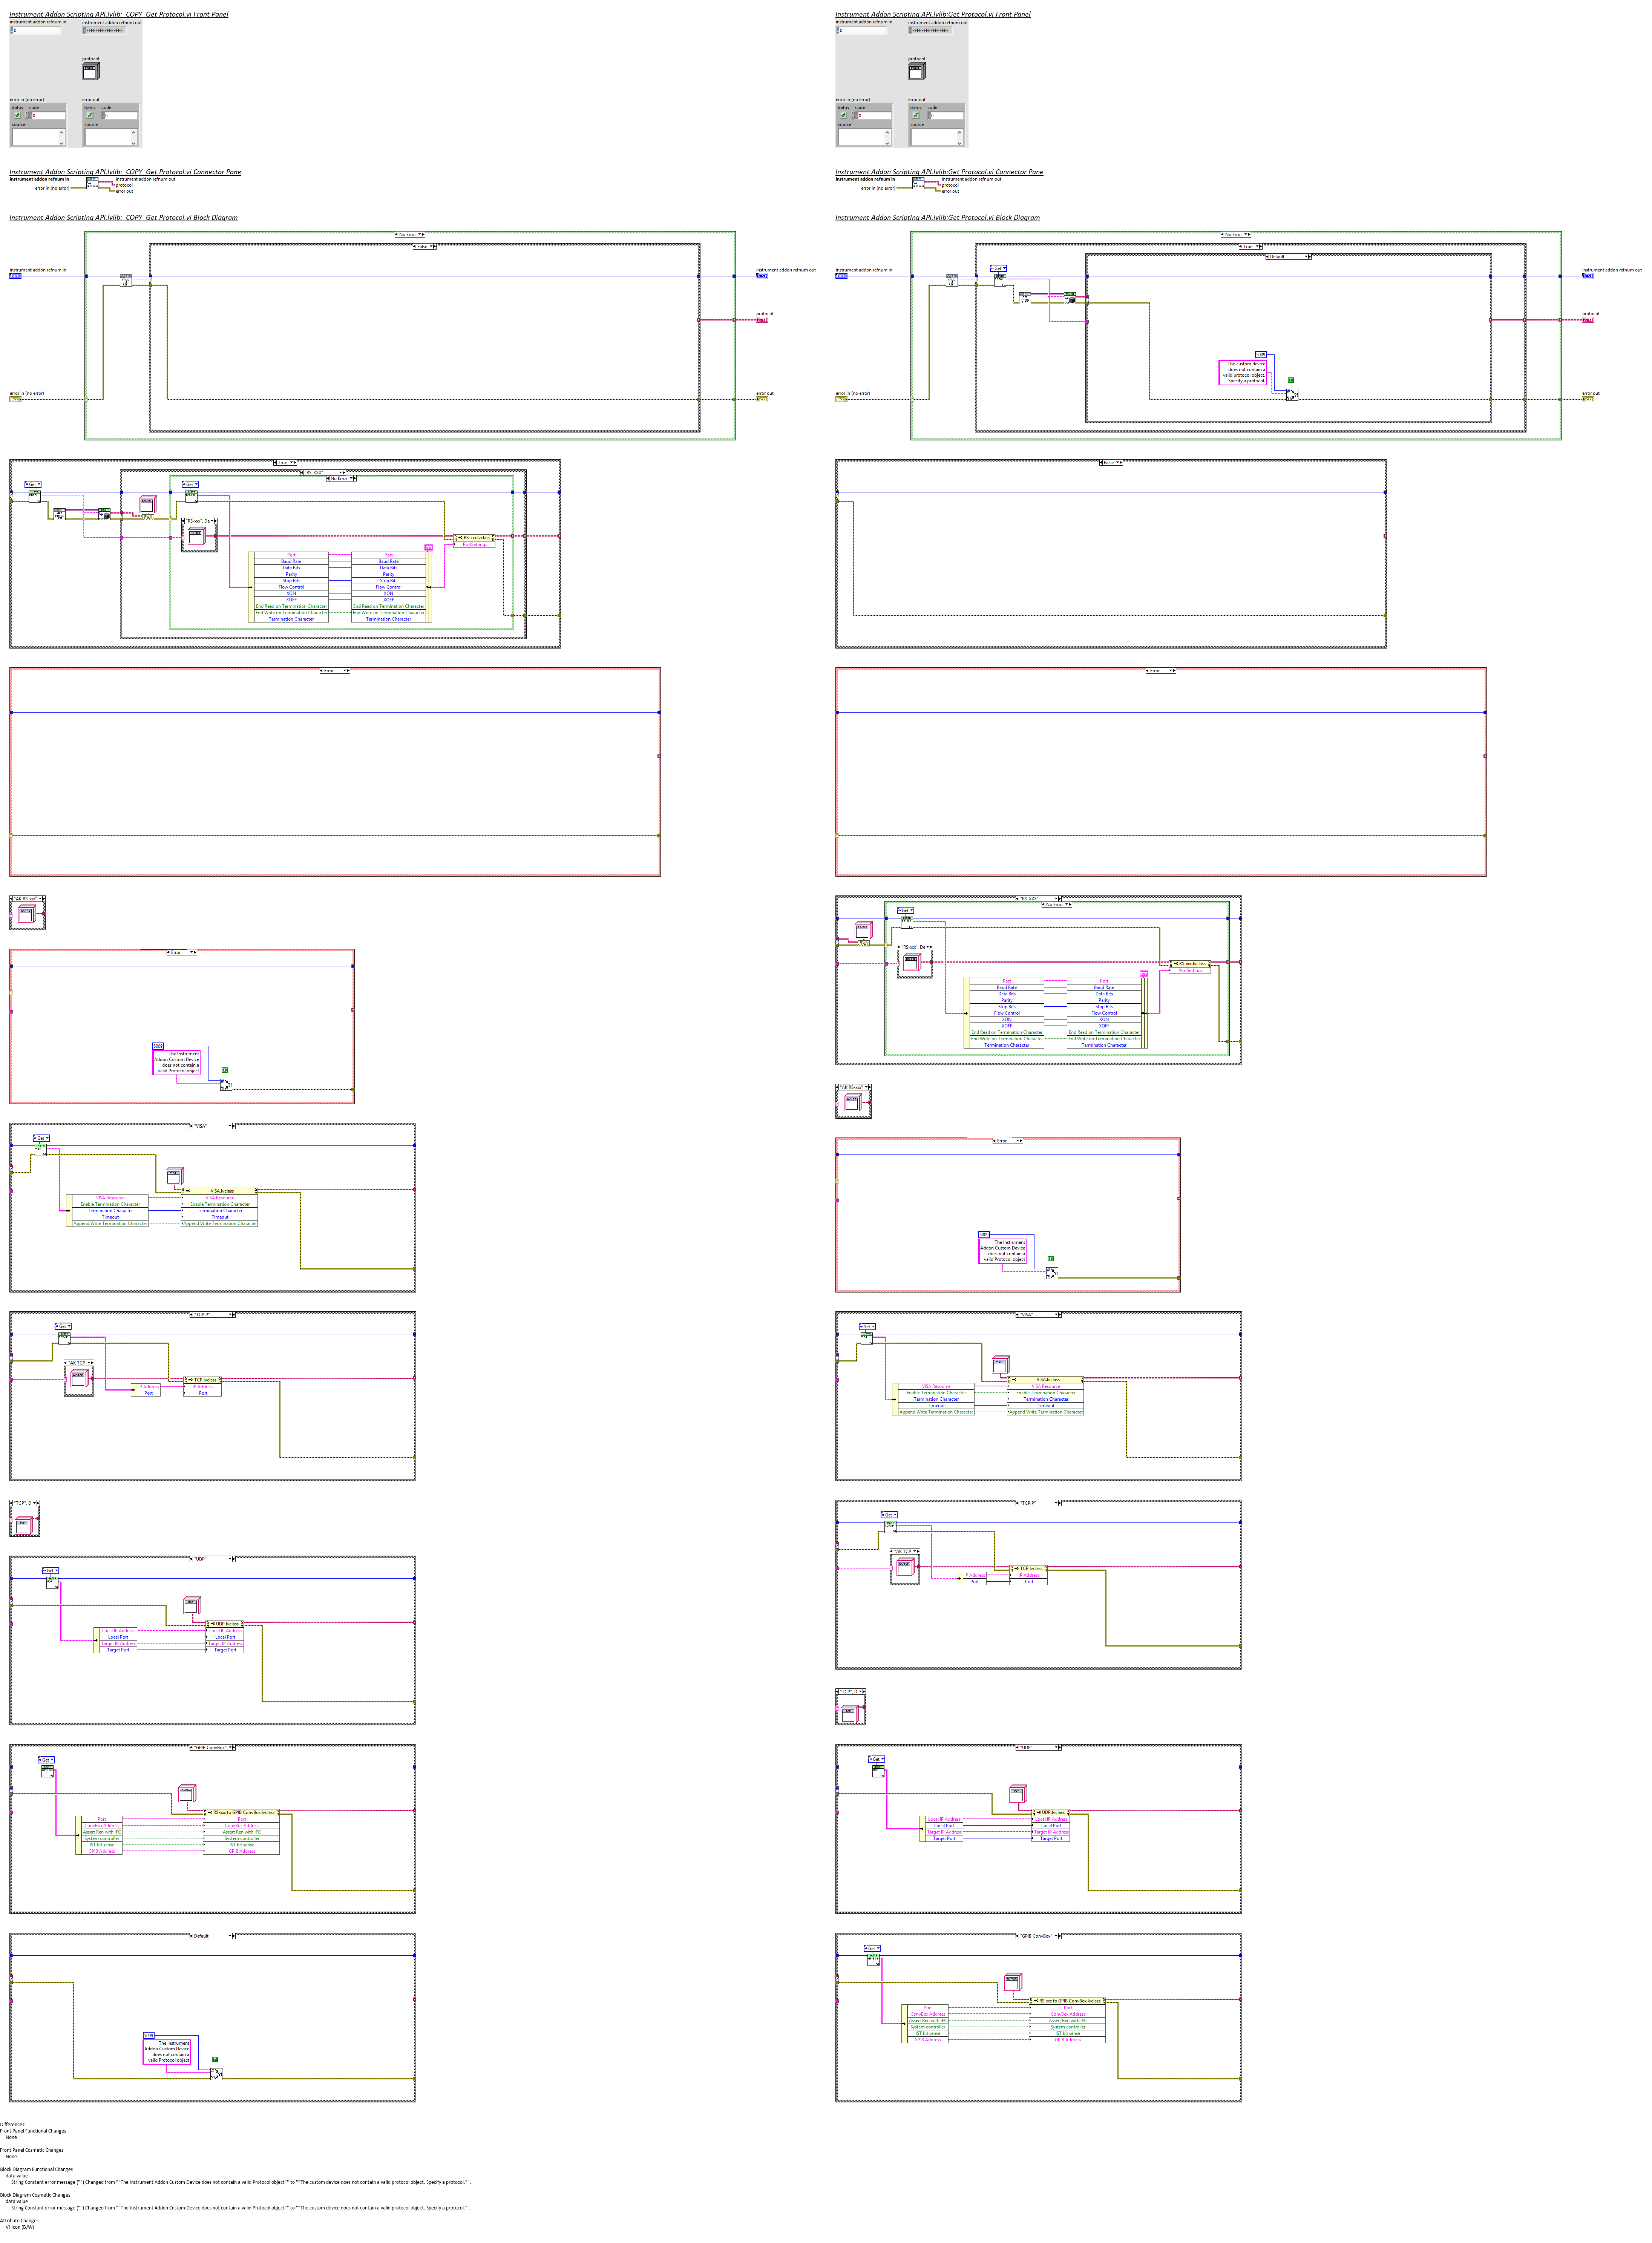 Instrument Addon Scripting API.lvlib:_COPY_Get Protocol.vi Front Panel
instrument addon refnum in
instrument addon refnum out
0
protocol
error in (no error)
error out
status code
status code
0
0
source
source
Instrument Addon Scripting API.lvlib:_COPY_Get Protocol.vi Connector Pane
instrument addon refnum in
instrument addon refnum out
protocol
error in (no error)
error out
Instrument Addon Scripting API.lvlib:_COPY_Get Protocol.vi Block Diagram
No Error
False
instrument addon refnum in
instrument addon refnum out
protocol
error in (no error)
error out
True
"RS-XXX"
No Error
Get
Get
"RS-xxx", De
RS-xxx.lvclass
PortSettings
Port
Port
Baud Rate
Baud Rate
Data Bits
Data Bits
Parity
Parity
Stop Bits
Stop Bits
Flow Control
Flow Control
XON
XON
XOFF
XOFF
End Read on Termination Character
End Read on Termination Character
End Write on Termination Character
End Write on Termination Character
Termination Character
Termination Character
Error
"AK RS-xxx"
Error
5009
The Instrument
Addon Custom Device
does not contain a
valid Protocol object
"VISA"
Get
VISA.lvclass
VISA Resource
VISA Resource
Enable Termination Character
Enable Termination Character
Termination Character
Termination Character
Timeout
Timeout
Append Write Termination Character
Append Write Termination Character
"TCPIP"
Get
"AK TCP
TCP.lvclass
IP Address
IP Address
Port
Port
"TCP", D
"UDP"
Get
UDP.lvclass
Local IP Address
Local IP Address
Local Port
Local Port
Target IP Address
Target IP Address
Target Port
Target Port
"GPIB ConvBox"
Get
RS-xxx to GPIB ConvBox.lvclass
Port
Port
ConvBox Address
ConvBox Address
Assert Ren with IFC
Assert Ren with IFC
System controller
System controller
IST bit sense
IST bit sense
GPIB Address
GPIB Address
Default
5009
The Instrument
Addon Custom Device
does not contain a
valid Protocol object
Instrument Addon Scripting API.lvlib:Get Protocol.vi Front Panel
instrument addon refnum in
instrument addon refnum out
0
protocol
error in (no error)
error out
status code
status code
0
0
source
source
Instrument Addon Scripting API.lvlib:Get Protocol.vi Connector Pane
instrument addon refnum in
instrument addon refnum out
protocol
error in (no error)
error out
Instrument Addon Scripting API.lvlib:Get Protocol.vi Block Diagram
No Error
True
Default
instrument addon refnum in
Get
instrument addon refnum out
protocol
5009
The custom device
does not contain a
valid protocol object.
Specify a protocol.
error in (no error)
error out
False
Error
"RS-XXX"
No Error
Get
"RS-xxx", De
RS-xxx.lvclass
PortSettings
Port
Port
Baud Rate
Baud Rate
Data Bits
Data Bits
Parity
Parity
Stop Bits
Stop Bits
Flow Control
Flow Control
XON
XON
XOFF
XOFF
End Read on Termination Character
End Read on Termination Character
End Write on Termination Character
End Write on Termination Character
Termination Character
Termination Character
"AK RS-xxx"
Error
5009
The Instrument
Addon Custom Device
does not contain a
valid Protocol object
"VISA"
Get
VISA.lvclass
VISA Resource
VISA Resource
Enable Termination Character
Enable Termination Character
Termination Character
Termination Character
Timeout
Timeout
Append Write Termination Character
Append Write Termination Character
"TCPIP"
Get
"AK TCP
TCP.lvclass
IP Address
IP Address
Port
Port
"TCP", D
"UDP"
Get
UDP.lvclass
Local IP Address
Local IP Address
Local Port
Local Port
Target IP Address
Target IP Address
Target Port
Target Port
"GPIB ConvBox"
Get
RS-xxx to GPIB ConvBox.lvclass
Port
Port
ConvBox Address
ConvBox Address
Assert Ren with IFC
Assert Ren with IFC
System controller
System controller
IST bit sense
IST bit sense
GPIB Address
GPIB Address
Differences:
Front Panel Functional Changes
None
Front Panel Cosmetic Changes
None
Block Diagram Functional Changes
data value
String Constant error message ("") Changed from ""The Instrument Addon Custom Device does not contain a valid Protocol object"" to ""The custom device does not contain a valid protocol object. Specify a protocol."".
Block Diagram Cosmetic Changes
data value
String Constant error message ("") Changed from ""The Instrument Addon Custom Device does not contain a valid Protocol object"" to ""The custom device does not contain a valid protocol object. Specify a protocol."".
Attribute Changes
VI icon (B/W)